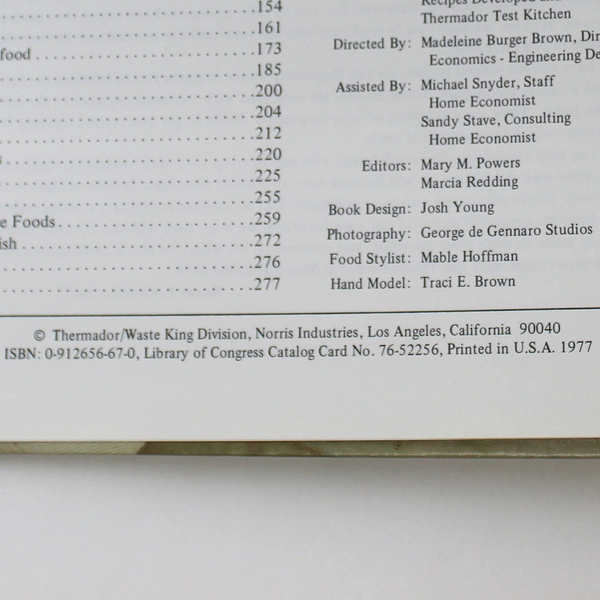 . . . . . . . . . . . . . . . . 154
. . . . . . . . . . . . . . . . 161
food . . . . . . . . . . . . . 173
. . . . . . . . . . . . . . . . 185
. . . . . . . . . . . . . . . . 200
. . . . . . . . . . . . . . . . 204
. . . . . . . . . . . . . . . . 212
s . . . . . . . . . . . . . . . 220
. . . . . . . . . . . . . . . . 225
. . . . . . . . . . . . . . . . 255
e Foods . . . . . . . . . . . 259
ish . . . . . . . . . . . . . . 272
. . . . . . . . . . . . . . . . 276
. . . . . . . . . . . . . . . . 277
Recipes Developed and
Thermador Test Kitchen
Directed By: Madeleine Burger Brown, Dir
Economics - Engineering De
Assisted By: Michael Snyder, Staff
Home Economist
Sandy Stave, Consulting
Home Economist
Editors: Mary M. Powers
Marcia Redding
Book Design: Josh Young
Photography: George de Gennaro Studios
Food Stylist: Mable Hoffman
Hand Model: Traci E. Brown
© Thermador/Waste King Division, Norris Industries, Los Angeles, California 90040
ISBN: 0-912656-67-0, Library of Congress Catalog Card No. 76-52256, Printed in U.S.A. 1977